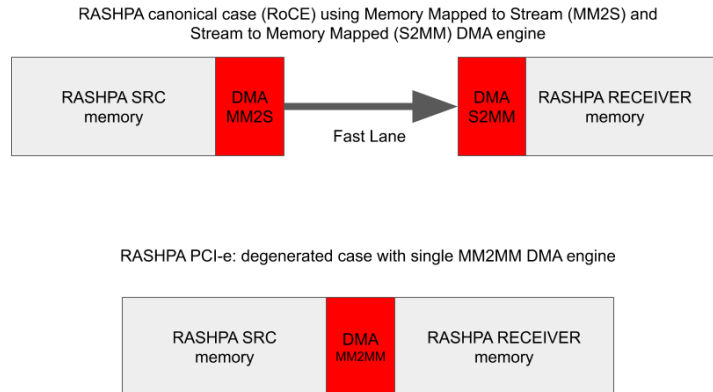 RASHPA canonical case (RoCE) using Memory Mapped to Stream (MM2S) and
Stream to Memory Mapped (S2MM) DMA engine
RASHPA SRC
memory
DMA
MM2S
Fast Lane
DMA
S2MM
RASHPA RECEIVER
memory
RASHPA PCI-e: degenerated case with single MM2MM DMA engine
RASHPA SRC
memory
DMA
MM2MM
RASHPA RECEIVER
memory